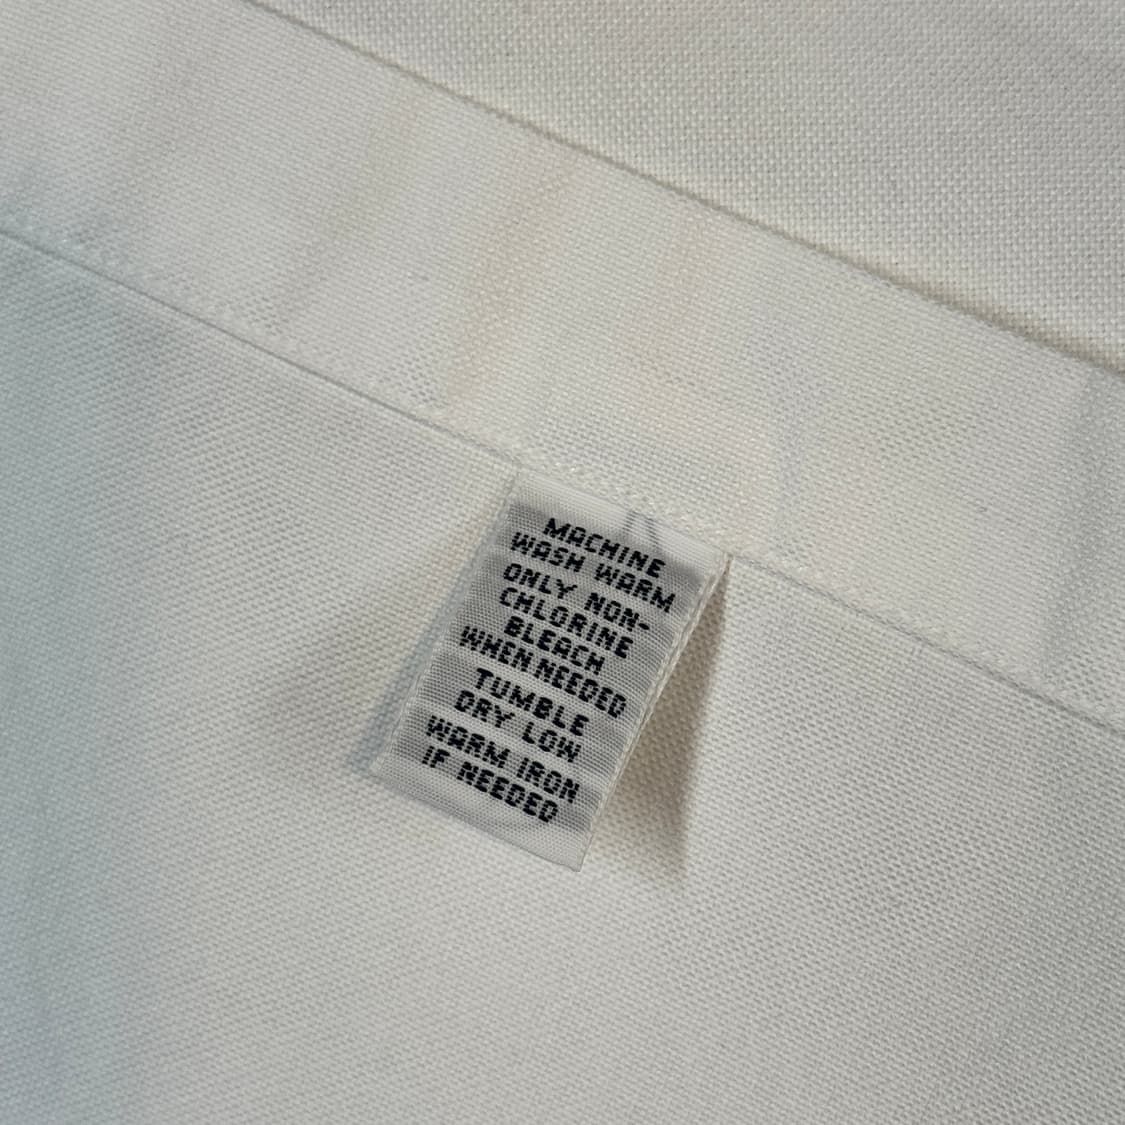 MACHINE
WASH WARM
ONLY NON-
CHLORINE
BLEACH
WHEN NEEDED
TUMBLE
DRY LOW
WARM IRON
IF NEEDED